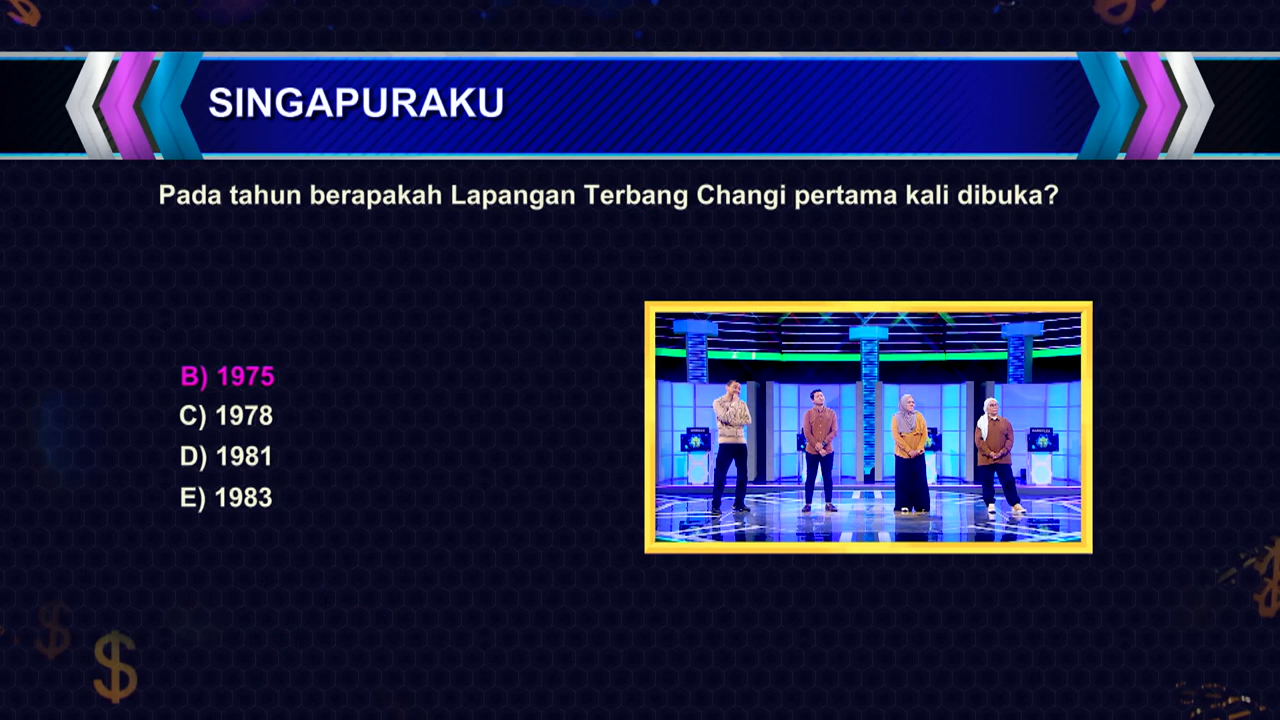 SINGAPURAKU
Pada tahun berapakah Lapangan Terbang Changi pertama kali dibuka?
B) 1975
C) 1978
D) 1981
E) 1983